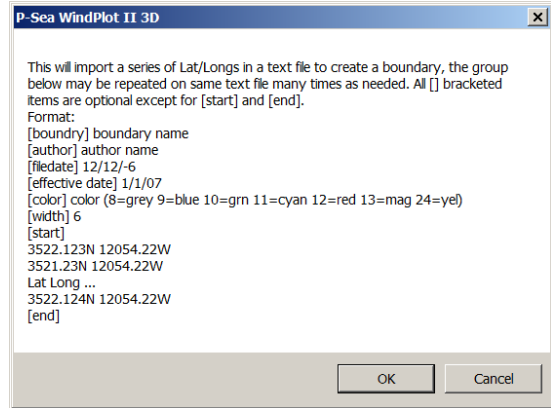 P-Sea WindPlot II 3D
This will import a series of Lat/Longs in a text file to create a boundary, the group
below may be repeated on same text file many times as needed. All [] bracketed
items are optional except for [start] and [end].
Format:
[boundry] boundary name
[author] author name
[filedate] 12/12/-6
[effective date] 1/1/07
[color] color (8=grey 9=blue 10=grn 11=cyan 12=red 13=mag 24=yel)
[width] 6
[start]
3522.123N 12054.22W
3521.23N 12054.22W
Lat Long ...
3522.124N 12054.22W
[end]
OK
Cancel